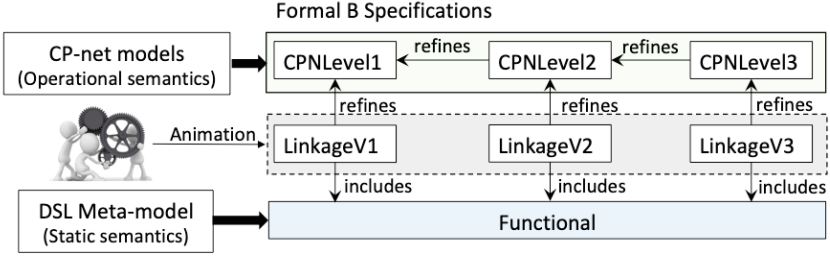 Formal B Specifications
CP-net models
(Operational semantics)
CPNLevel1
refines
CPNLevel2
refines
CPNLevel3
refines
refines
refines
Animation
LinkageV1
LinkageV2
LinkageV3
includes
includes
includes
DSL Meta-model
(Static semantics)
Functional